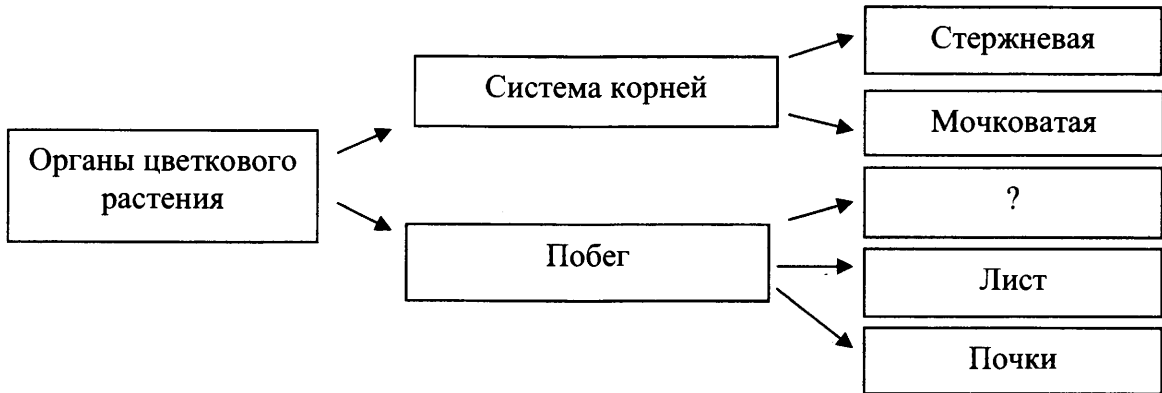 Органы цветкового
растения
Система корней
Побег
Стержневая
Мочковатая
?
Лист
Почки